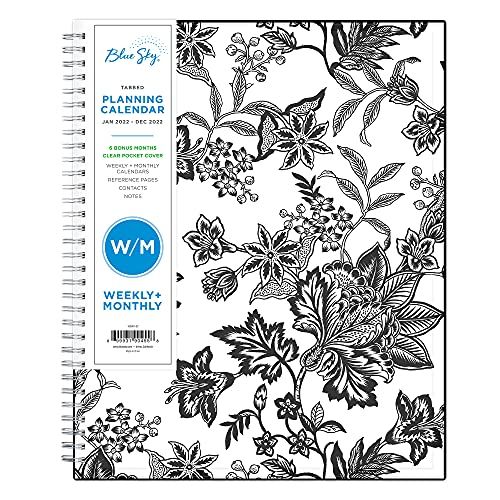 Blue Sky
TABBED
PLANNING
CALENDAR
JAN 2022 - DEC 2022
6 BONUS MONTHS
CLEAR POCKET COVER
WEEKLY + MONTHLY
CALENDARS
REFERENCE PAGES
CONTACTS
NOTES
W/M
WEEKLY+
MONTHLY